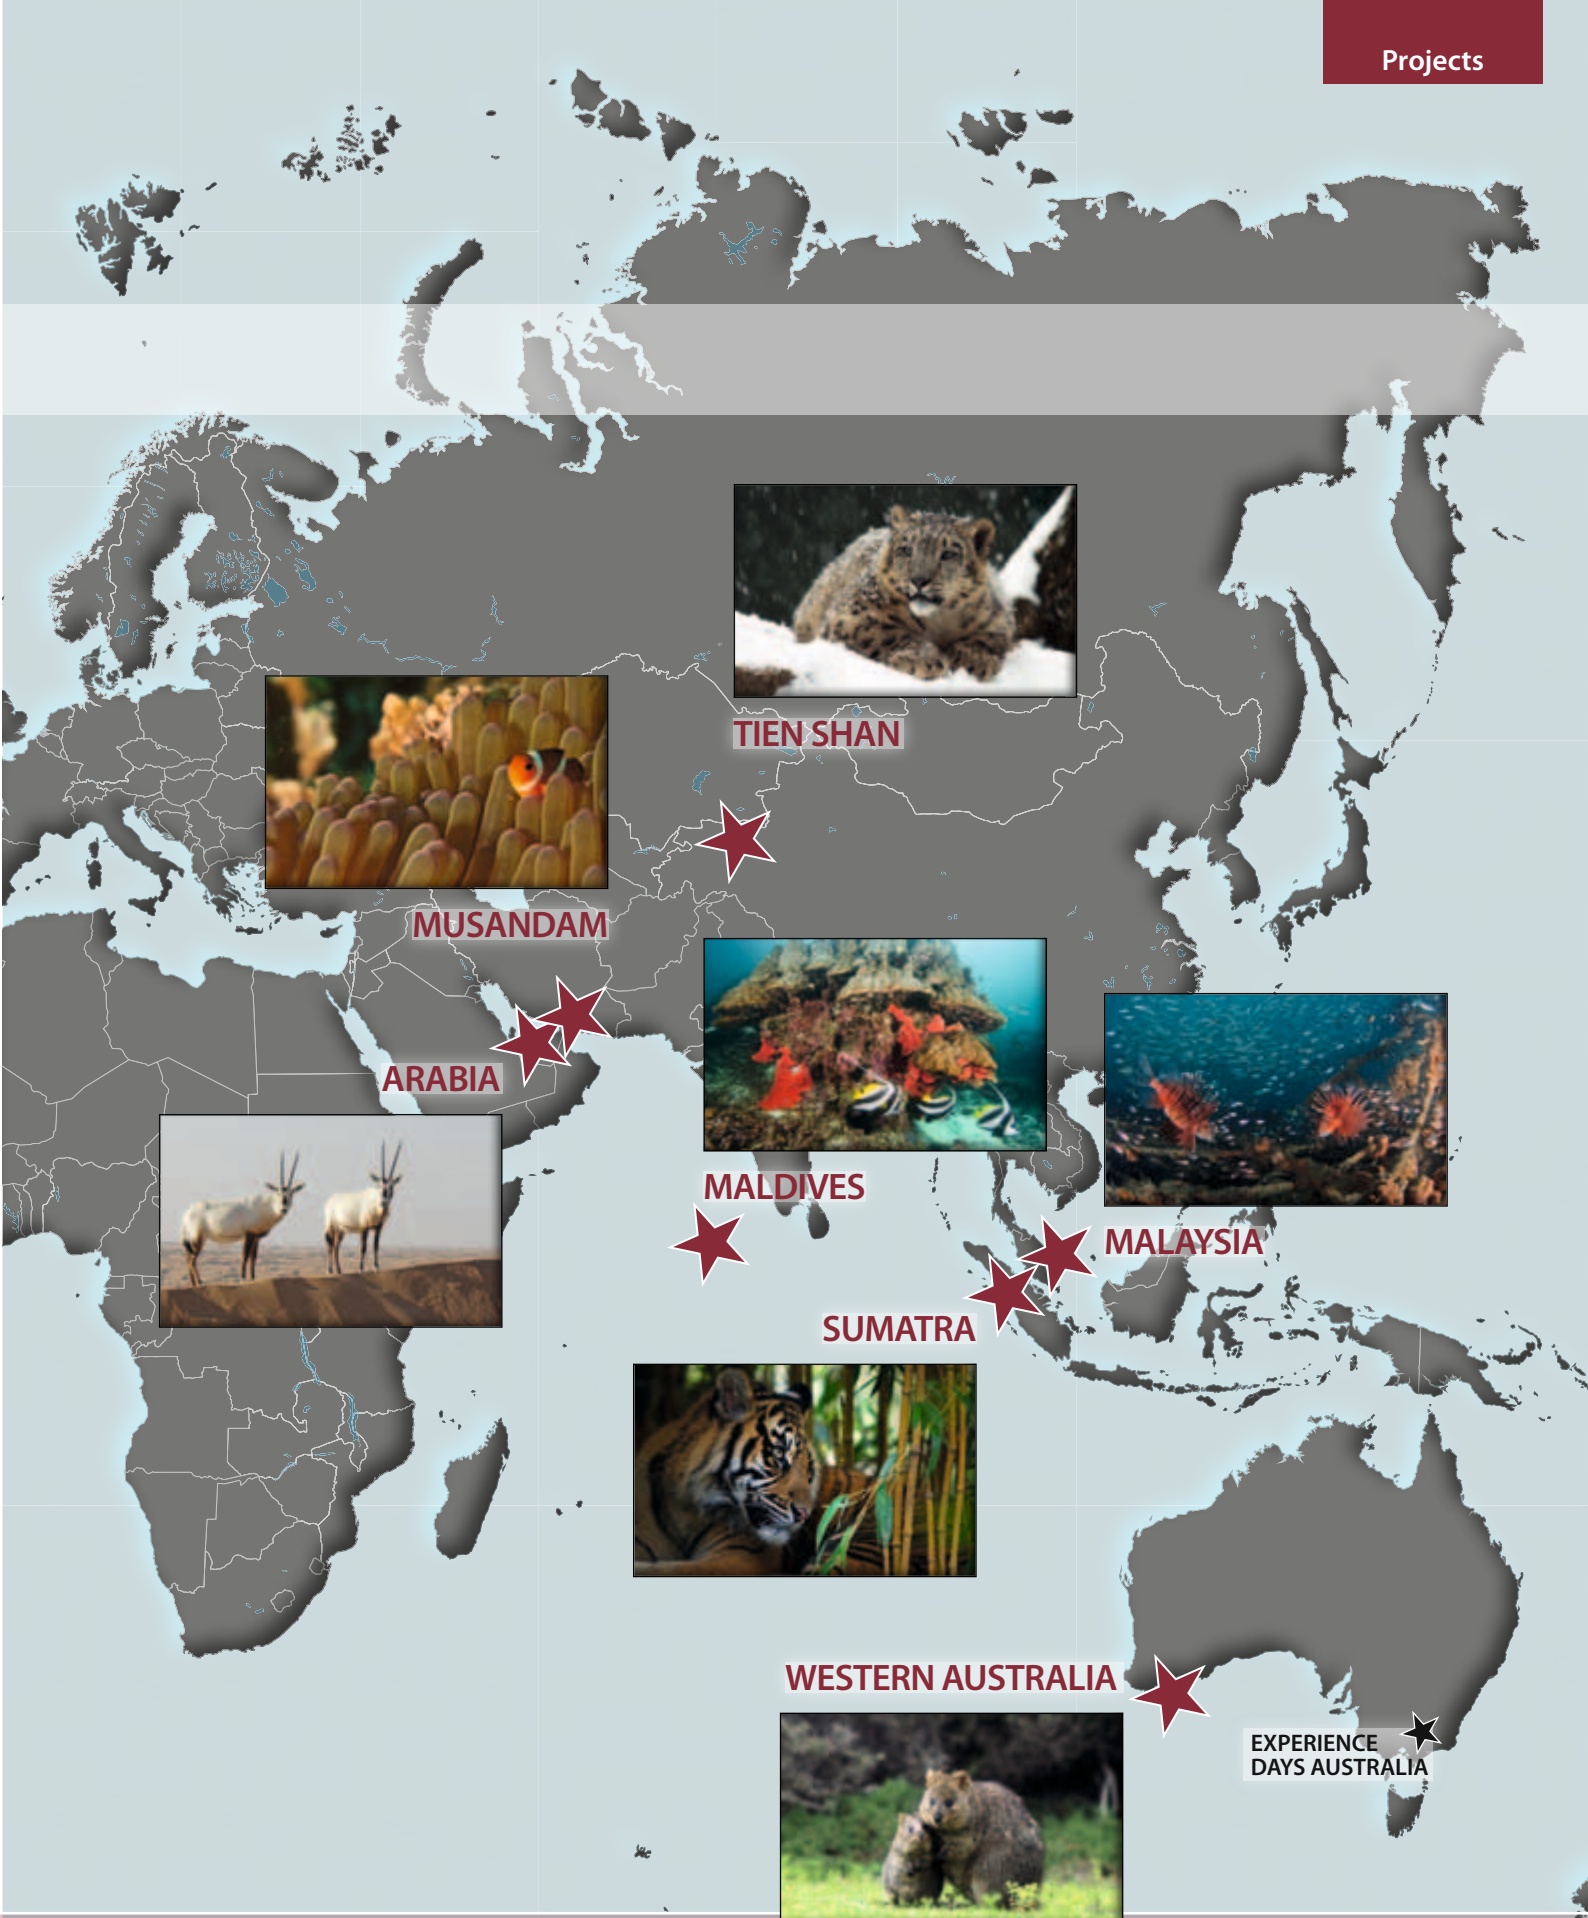 Projects
TIEN SHAN
MUSANDAM
ARABIA
MALDIVES
MALAYSIA
SUMATRA
WESTERN AUSTRALIA
EXPERIENCE
DAYS AUSTRALIA